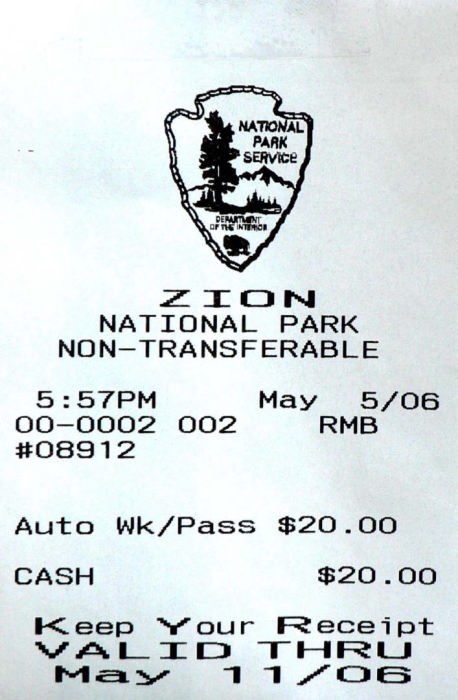 NATIONAL
PARK
SERVICE
DEPARTMENT
OF THE INTERIOR
ZION
NATIONAL PARK
NON-TRANSFERABLE
5:57PM May 5/06
00-0002 002 RMB
#08912
Auto Wk/Pass $20.00
CASH $20.00
Keep Your Receipt
VALID THRU
May 11/06